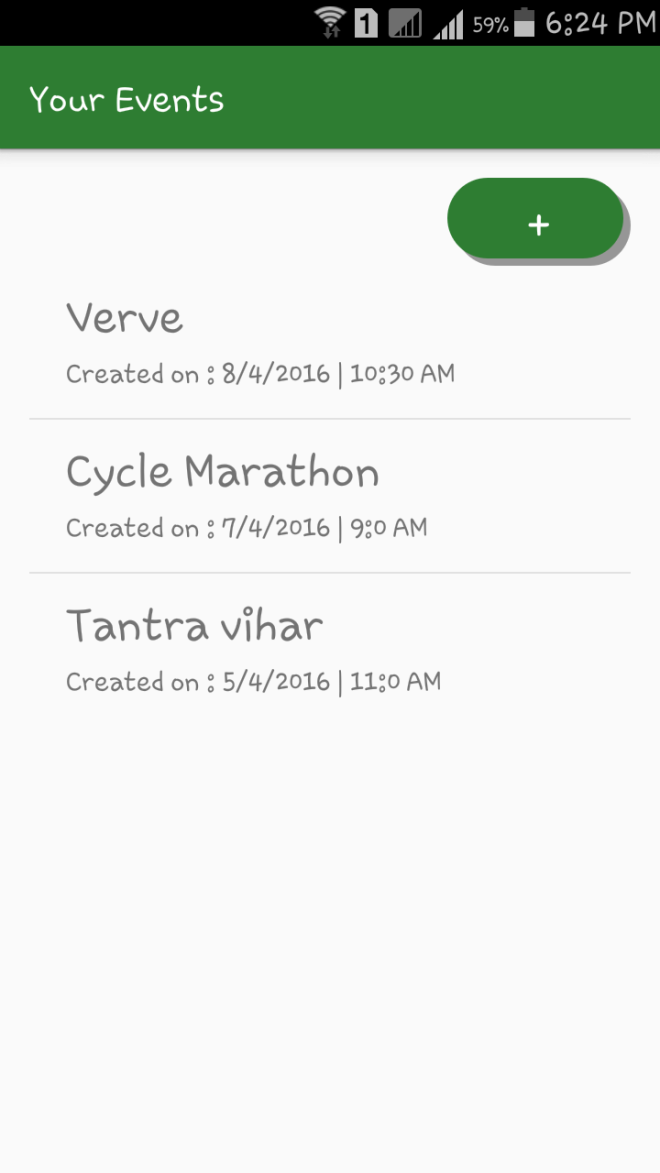 1 59% 6:24 PM
Your Events
+
Verve
Created on : 8/4/2016 | 10:30 AM
Cycle Marathon
Created on : 7/4/2016 | 9:0 AM
Tantra vihar
Created on : 5/4/2016 | 11:0 AM